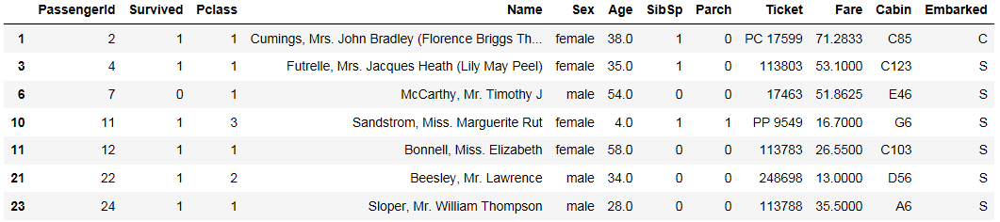 PassengerId Survived Pclass Name Sex Age SibSp Parch Ticket Fare Cabin Embarked
1 2 1 1 Cumings, Mrs. John Bradley (Florence Briggs Th... female 38.0 1 0 PC 17599 71.2833 C85 C
3 4 1 1 Futrelle, Mrs. Jacques Heath (Lily May Peel) female 35.0 1 0 113803 53.1000 C123 S
6 7 0 1 McCarthy, Mr. Timothy J male 54.0 0 0 17463 51.8625 E46 S
10 11 1 3 Sandstrom, Miss. Marguerite Rut female 4.0 1 1 PP 9549 16.7000 G6 S
11 12 1 1 Bonnell, Miss. Elizabeth female 58.0 0 0 113783 26.5500 C103 S
21 22 1 2 Beesley, Mr. Lawrence male 34.0 0 0 248698 13.0000 D56 S
23 24 1 1 Sloper, Mr. William Thompson male 28.0 0 0 113788 35.5000 A6 S